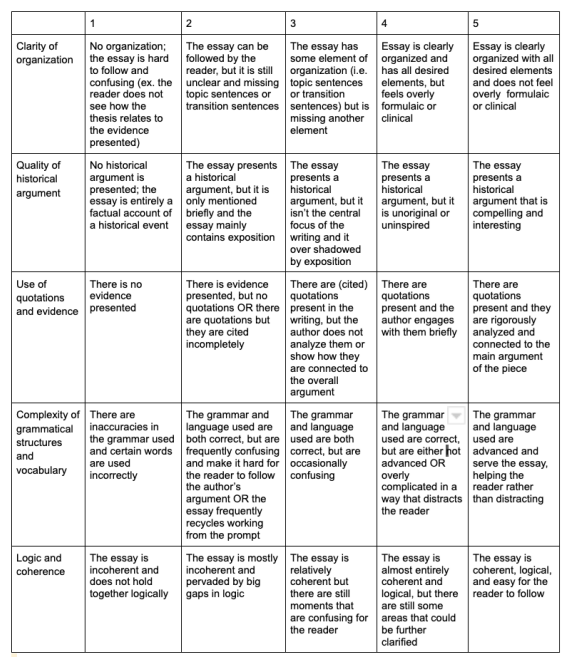 1
2
3
4
5
Clarity of
organization
No organization;
the essay is hard
to follow and
confusing (ex. the
reader does not
see how the
thesis relates to
the evidence
presented)
The essay can be
followed by the
reader, but it is still
unclear and missing
topic sentences or
transition sentences
The essay has
some element of
organization (i.e.
topic sentences
or transition
sentences) but is
missing another
element
Essay is clearly
organized and
has all desired
elements, but
feels overly
formulaic or
clinical
Essay is clearly
organized with all
desired elements
and does not feel
overly formulaic
or clinical
Quality of
historical
argument
No historical
argument is
presented; the
essay is entirely a
factual account of
a historical event
The essay presents
a historical
argument, but it is
only mentioned
briefly and the
essay mainly
contains exposition
The essay
presents a
historical
argument, but it
isn't the central
focus of the
writing and it
over shadowed
by exposition
The essay
presents a
historical
argument, but it
is unoriginal or
uninspired
The essay
presents a
historical
argument that is
compelling and
interesting
Use of
quotations
and evidence
There is no
evidence
presented
There is evidence
presented, but no
quotations OR there
are quotations but
they are cited
incompletely
There are (cited)
quotations
present in the
writing, but the
author does not
analyze them or
show how they
are connected to
the overall
argument
There are
quotations
present and the
author engages
with them briefly
There are
quotations
present and they
are rigorously
analyzed and
connected to the
main argument
of the piece
Complexity of
grammatical
structures
and
vocabulary
There are
inaccuracies in
the grammar used
and certain words
are used
incorrectly
The grammar and
language used are
both correct, but are
frequently confusing
and make it hard for
the reader to follow
the author's
argument OR the
essay frequently
recycles working
from the prompt
The grammar
and language
used are both
correct, but are
occasionally
confusing
The grammar
and language
used are correct,
but are either not
advanced OR
overly
complicated in a
way that distracts
the reader
The grammar
and language
used are
advanced and
serve the essay,
helping the
reader rather
than distracting
Logic and
coherence
The essay is
incoherent and
does not hold
together logically
The essay is mostly
incoherent and
pervaded by big
gaps in logic
The essay is
relatively
coherent but
there are still
moments that
are confusing for
the reader
The essay is
almost entirely
coherent and
logical, but there
are still some
areas that could
be further
clarified
The essay is
coherent, logical,
and easy for the
reader to follow